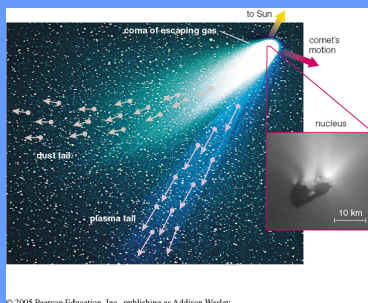 to Sun
coma of escaping gas
comet's
motion
nucleus
dust tail
plasma tail
10 km
© 2005 Pearson Education, Inc., publishing as Addison Wesley